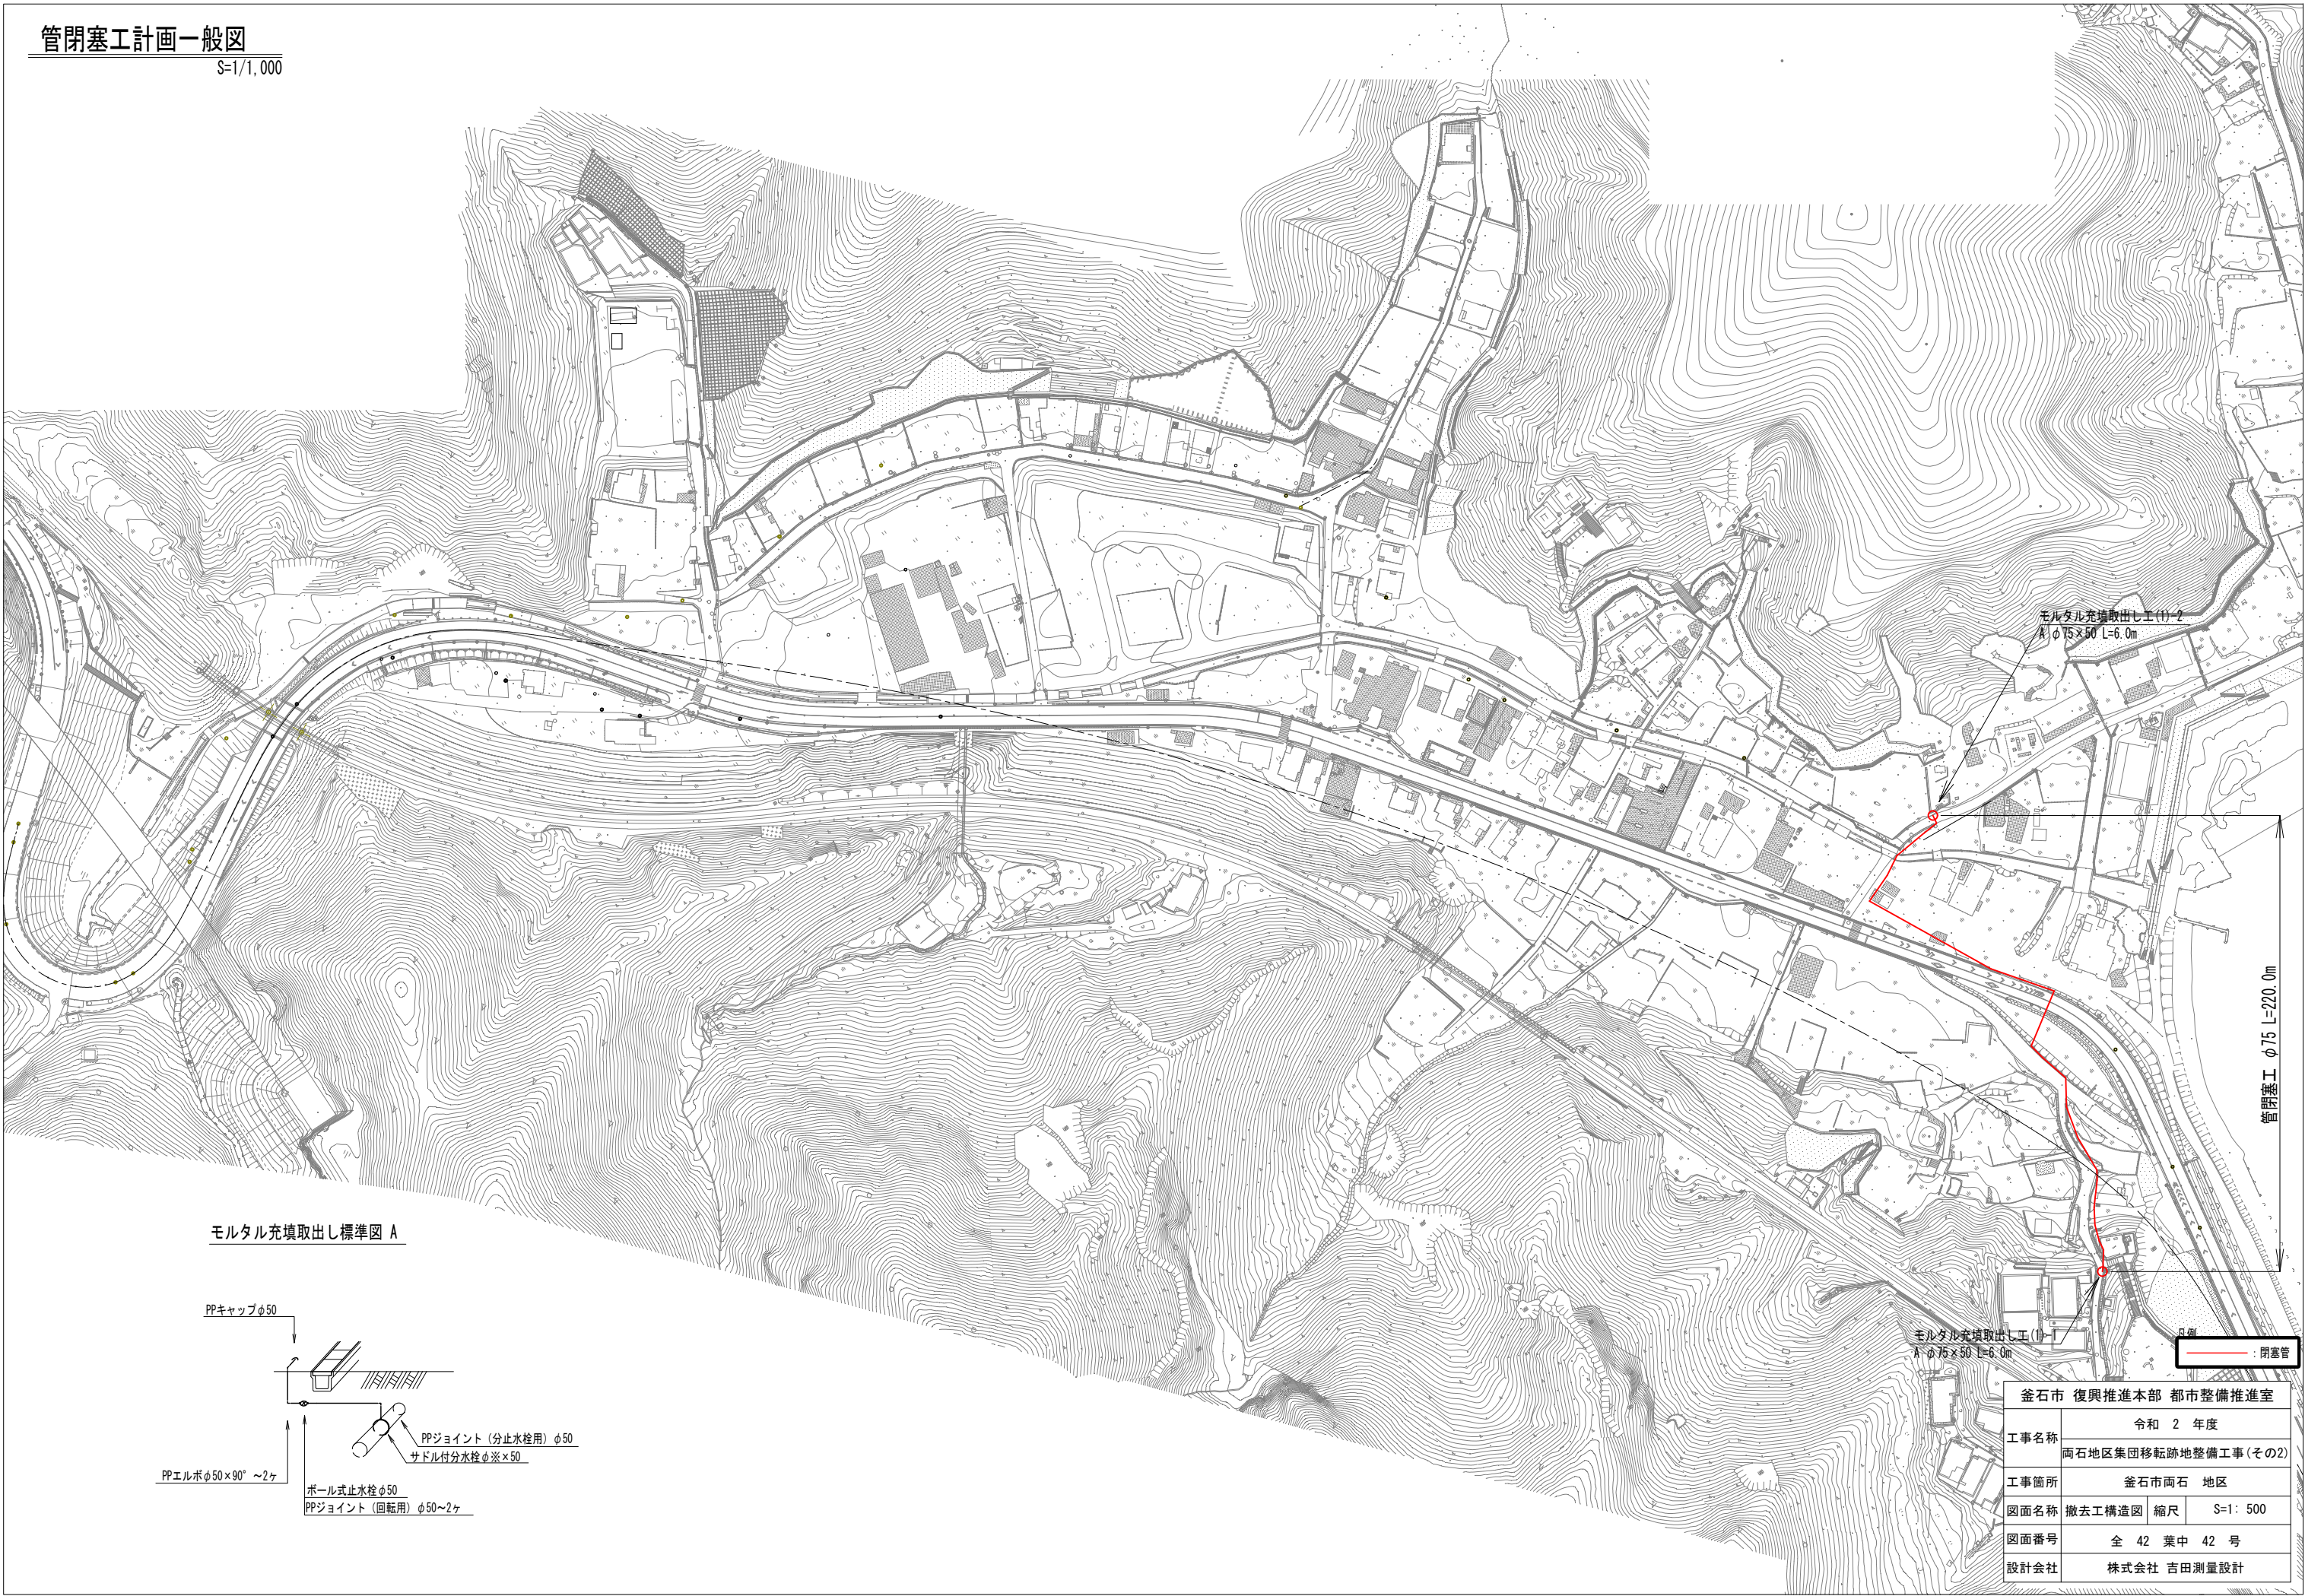 管閉塞工計画一般図
S=1/1,000
モルタル充填取出し工(1)-2
A φ75×50 L=6.0m
管閉塞工 φ75 L=220.0m
モルタル充填取出し工(1)-1
A φ75×50 L=6.0m
凡例
：閉塞管
モルタル充填取出し標準図 A
PPキャップφ50
PPジョイント（分止水栓用）φ50
サドル付分水栓φ※×50
PPエルボφ50×90°～2ヶ
ボール式止水栓φ50
PPジョイント（回転用）φ50～2ヶ
釜石市 復興推進本部 都市整備推進室
工事名称 令和 2 年度
両石地区集団移転跡地整備工事(その2)
工事箇所 釜石市両石 地区
図面名称 撤去工構造図 縮尺 S=1: 500
図面番号 全 42 葉中 42 号
設計会社 株式会社 吉田測量設計